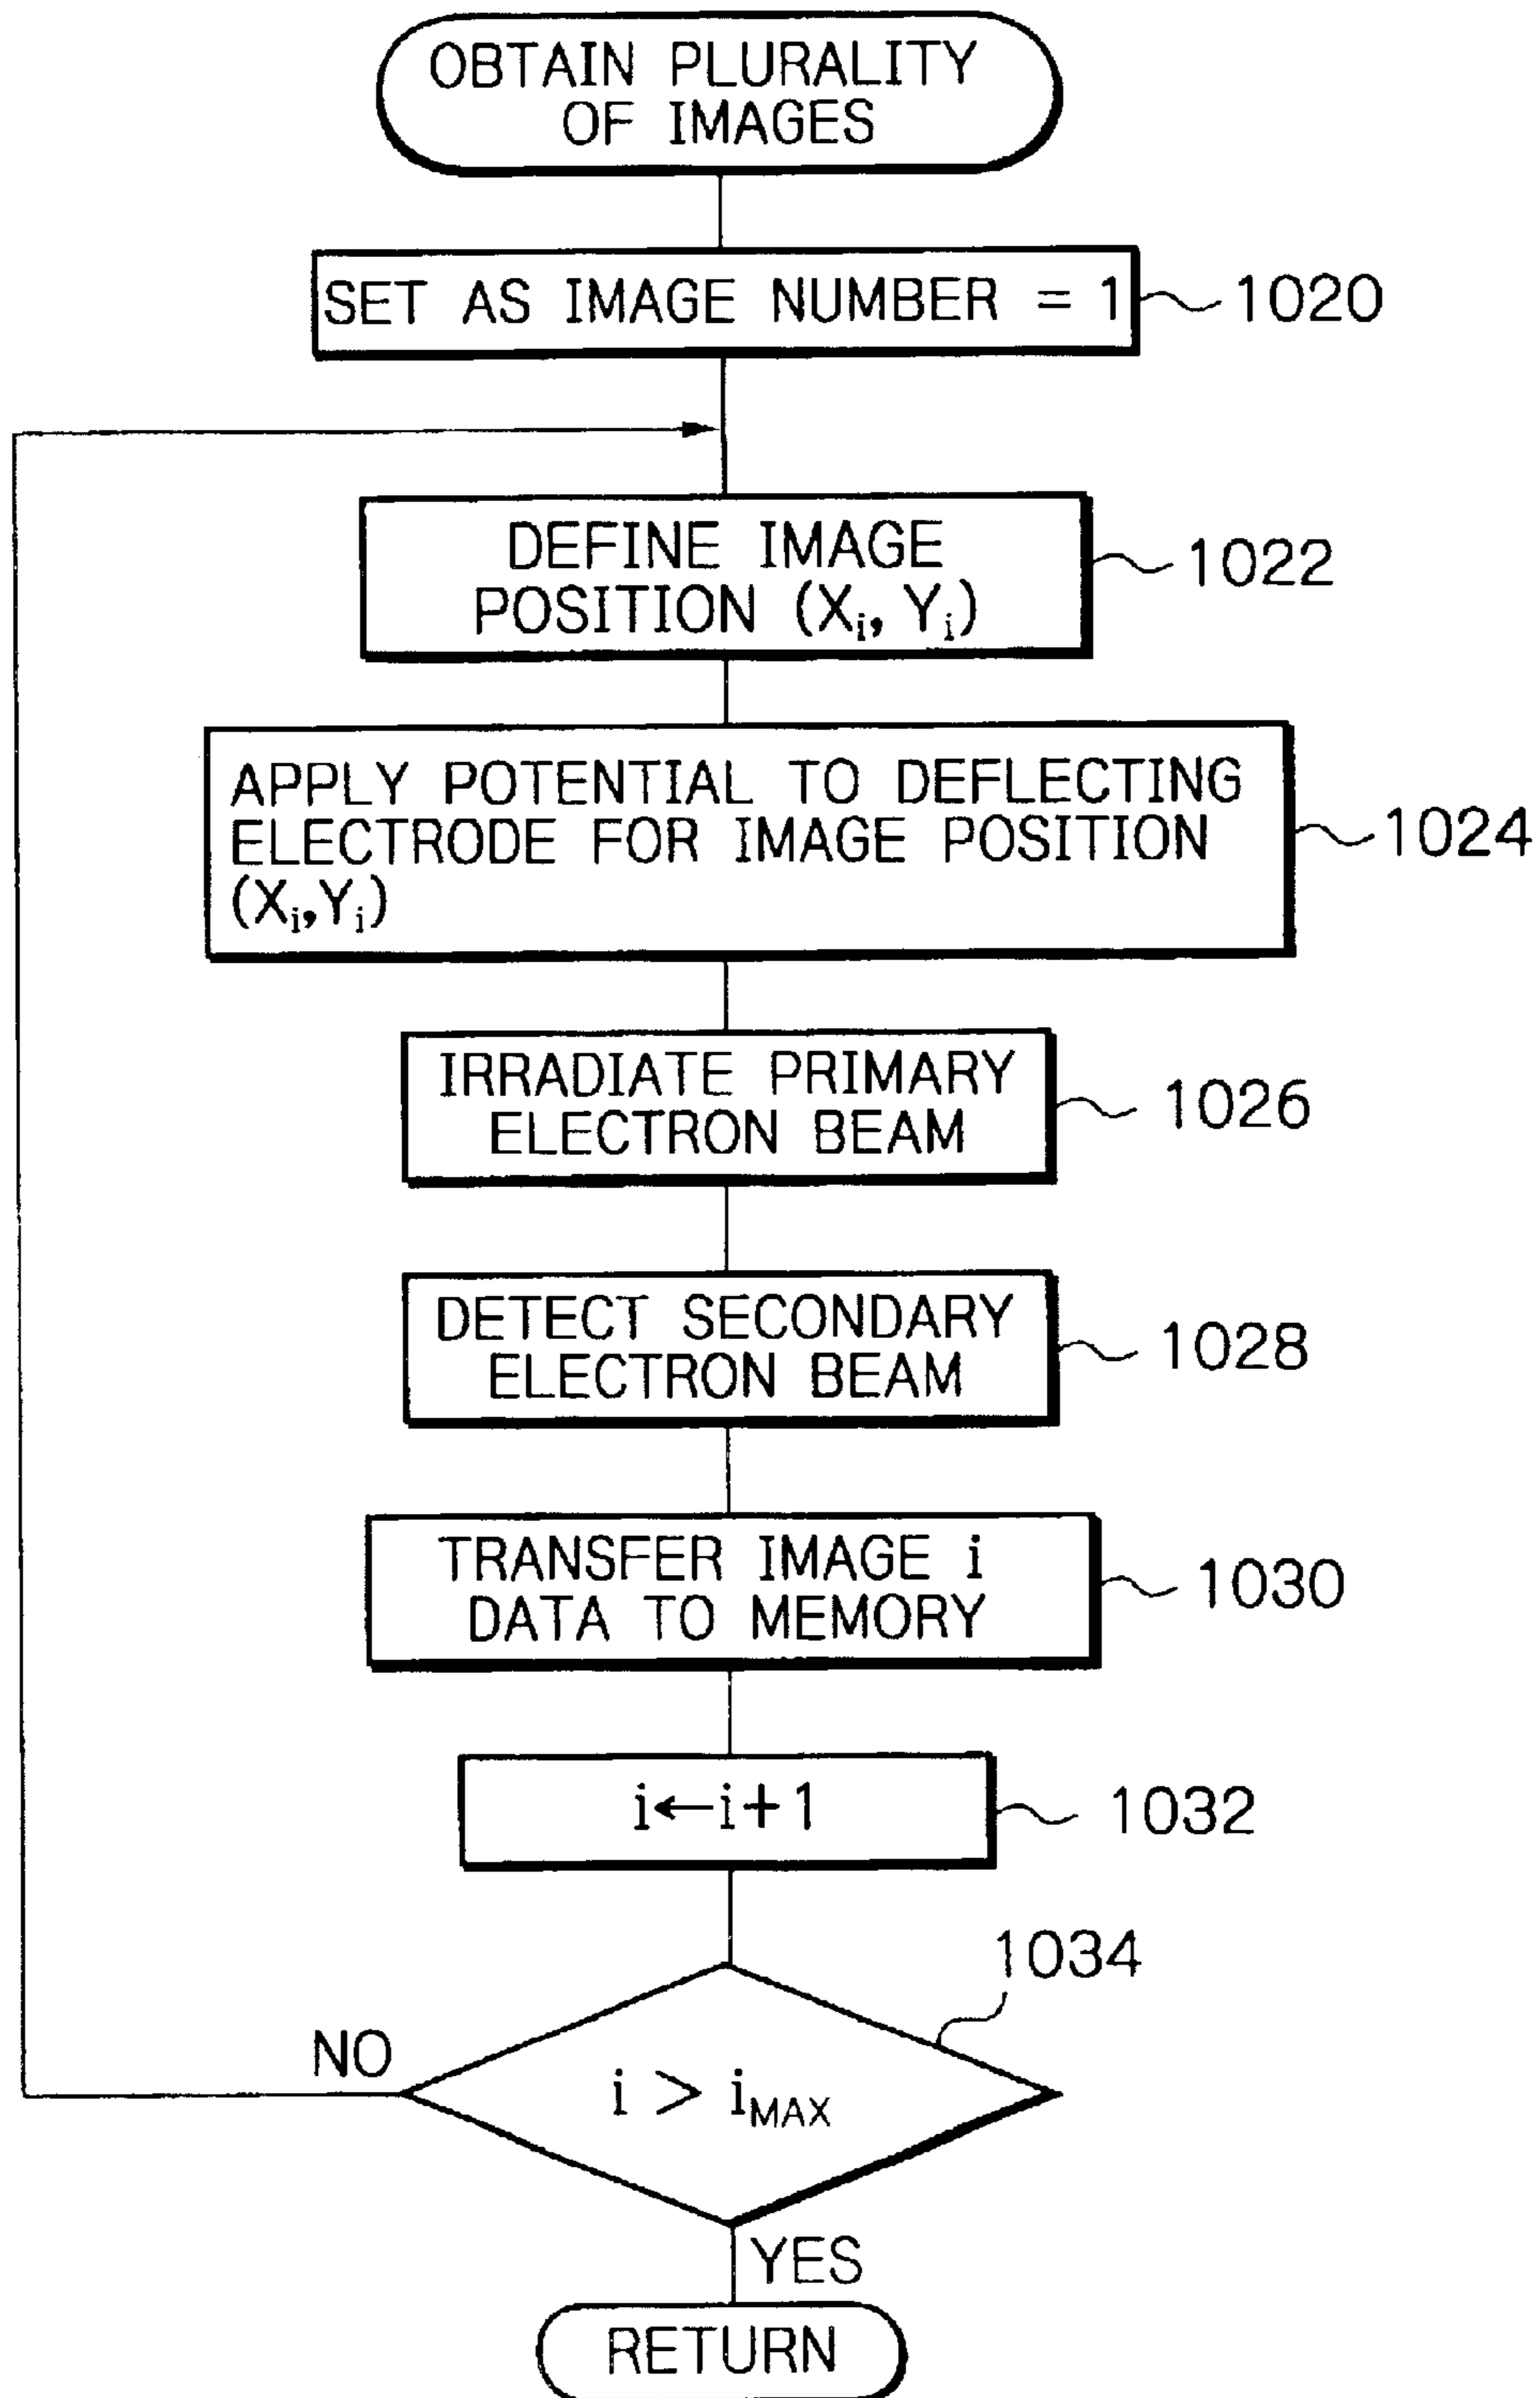 OBTAIN PLURALITY
OF IMAGES
SET AS IMAGE NUMBER = 1
1020
DEFINE IMAGE
POSITION (Xi, Yi)
1022
APPLY POTENTIAL TO DEFLECTING
ELECTRODE FOR IMAGE POSITION
(Xi,Yi)
1024
IRRADIATE PRIMARY
ELECTRON BEAM
1026
DETECT SECONDARY
ELECTRON BEAM
1028
TRANSFER IMAGE i
DATA TO MEMORY
1030
i←i+1
1032
1034
NO
i > iMAX
YES
RETURN